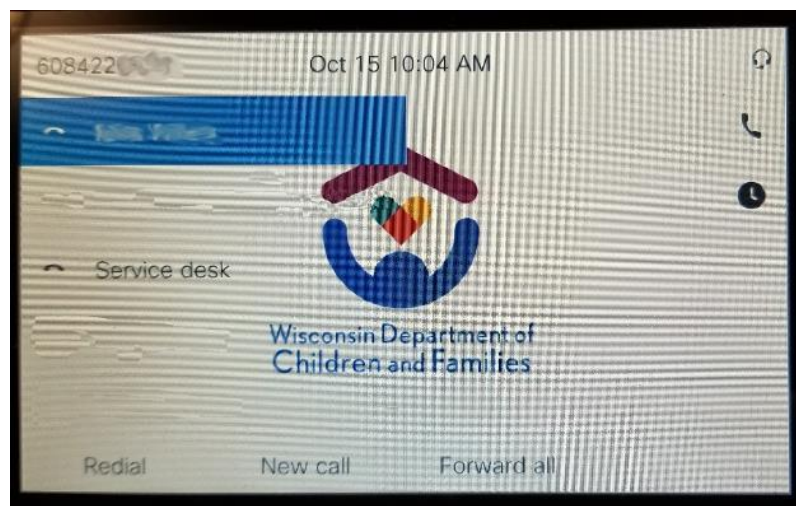 608422
Oct 15 10:04 AM
Service desk
Wisconsin Department of
Children and Families
Redial
New call
Forward all